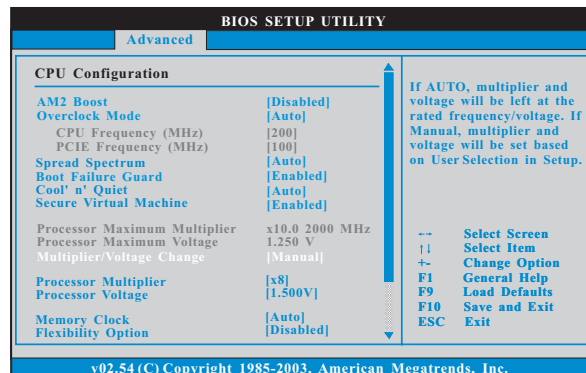 BIOS SETUP UTILITY
Advanced
CPU Configuration
AM2 Boost [Disabled]
Overclock Mode [Auto]
CPU Frequency (MHz) [200]
PCIE Frequency (MHz) [100]
Spread Spectrum [Auto]
Boot Failure Guard [Enabled]
Cool' n' Quiet [Auto]
Secure Virtual Machine [Enabled]
Processor Maximum Multiplier x10.0 2000 MHz
Processor Maximum Voltage 1.250 V
Multiplier/Voltage Change [Manual]
Processor Multiplier [x8]
Processor Voltage [1.500V]
Memory Clock [Auto]
Flexibility Option [Disabled]
If AUTO, multiplier and
voltage will be left at the
rated frequency/voltage. If
Manual, multiplier and
voltage will be set based
on User Selection in Setup.
←→ Select Screen
↑↓ Select Item
+- Change Option
F1 General Help
F9 Load Defaults
F10 Save and Exit
ESC Exit
v02.54 (C) Copyright 1985-2003, American Megatrends, Inc.